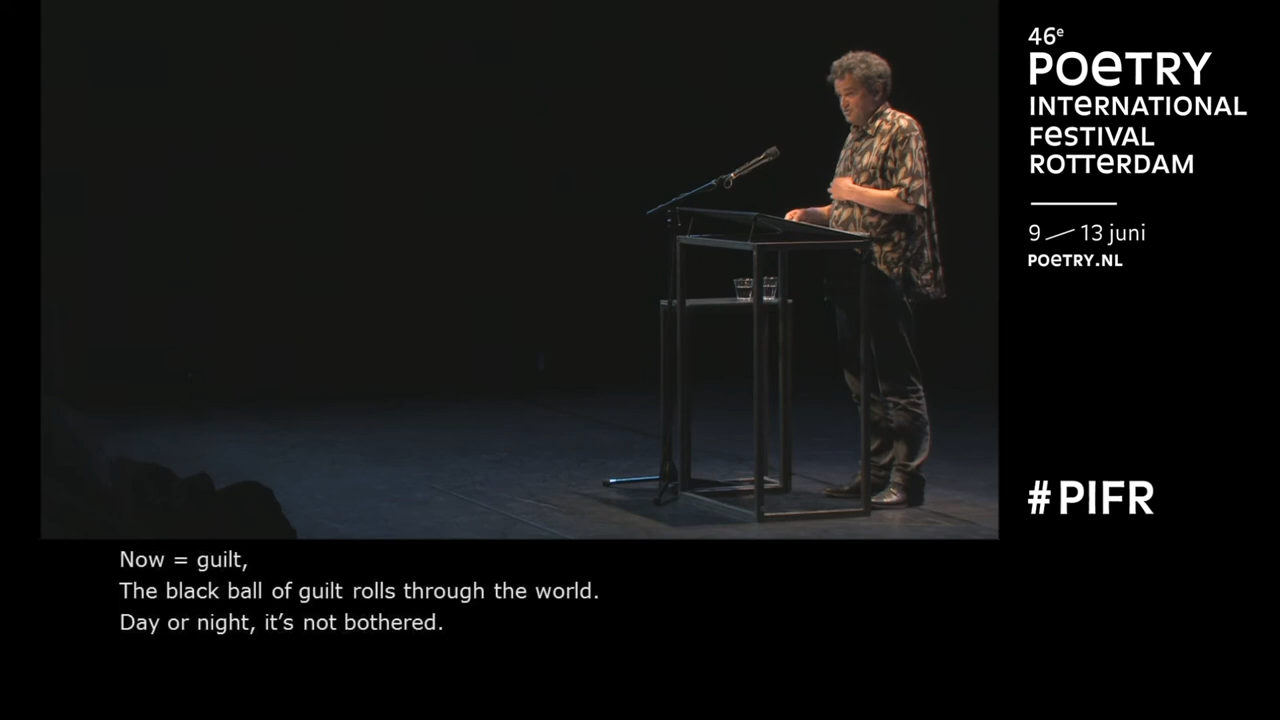 46e
POeTRY
INTeRNATIONAL
FeSTIVAL
ROTTeRDAM
9 — 13 juni
POeTRY.NL
#PIFR
Now = guilt,
The black ball of guilt rolls through the world.
Day or night, it’s not bothered.